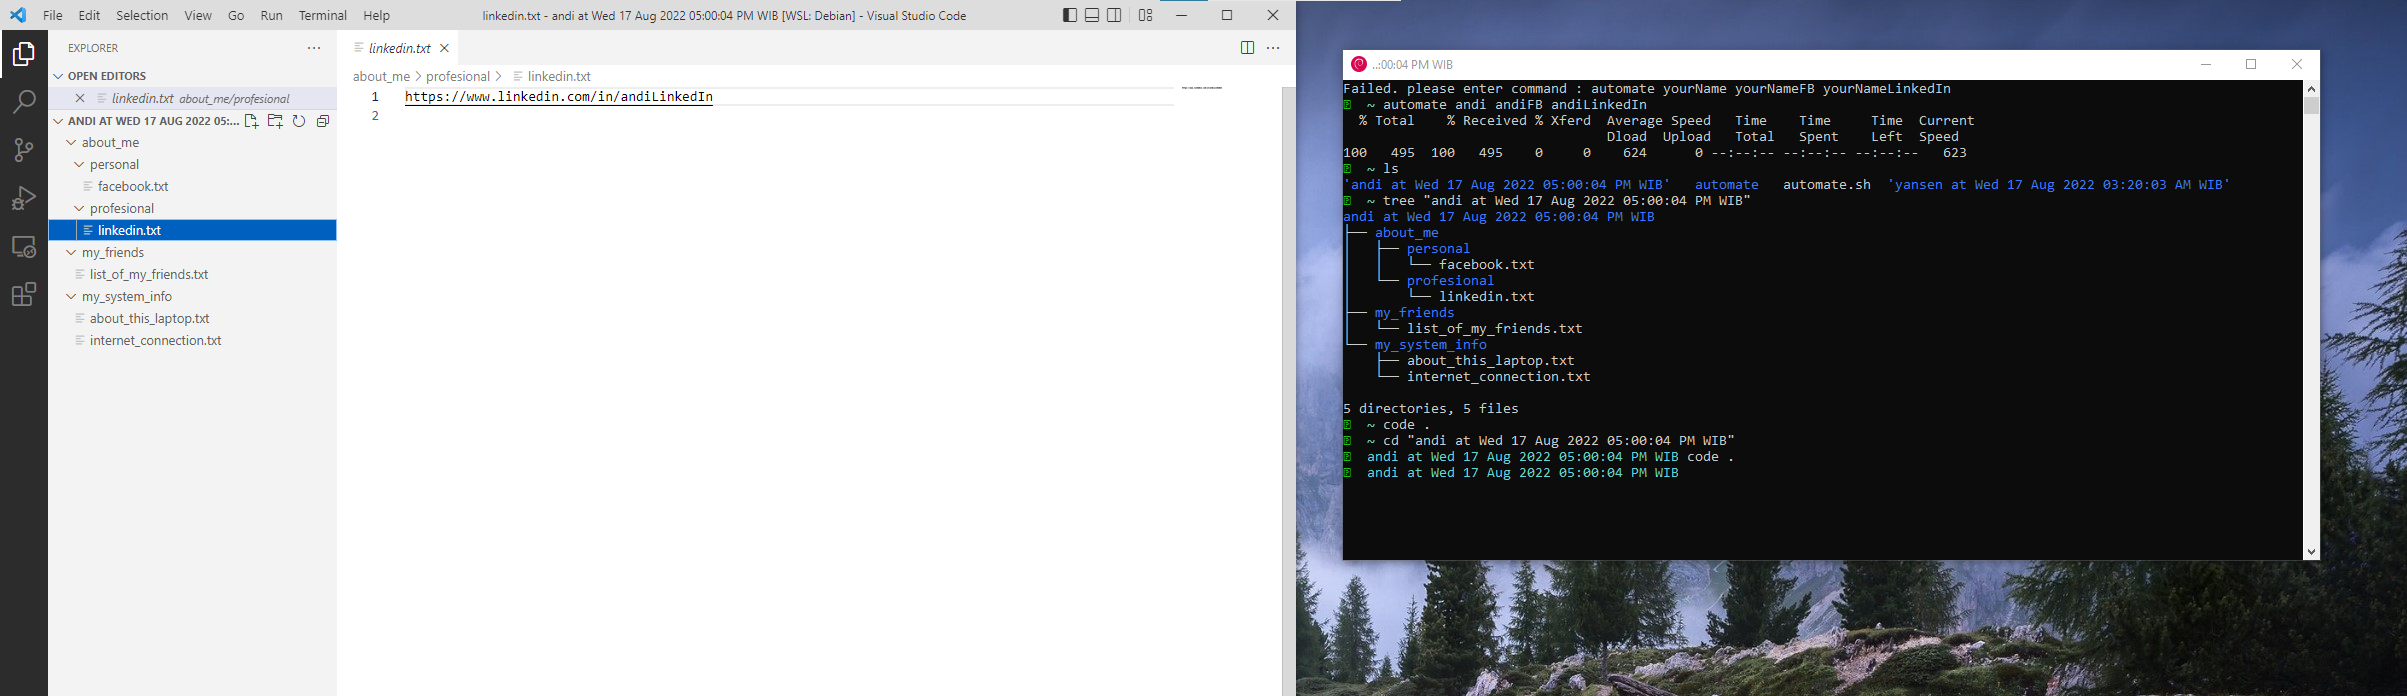 File Edit Selection View Go Run Terminal Help
linkedin.txt - andi at Wed 17 Aug 2022 05:00:04 PM WIB [WSL: Debian] - Visual Studio Code
EXPLORER
OPEN EDITORS
linkedin.txt about_me/profesional
ANDI AT WED 17 AUG 2022 05:...
about_me
personal
facebook.txt
profesional
linkedin.txt
my_friends
list_of_my_friends.txt
my_system_info
about_this_laptop.txt
internet_connection.txt
linkedin.txt
about_me > profesional > linkedin.txt
1 https://www.linkedin.com/in/andiLinkedIn
2
..:00:04 PM WIB
Failed. please enter command : automate yourName yourNameFB yourNameLinkedIn
~ automate andi andiFB andiLinkedIn
% Total % Received % Xferd Average Speed Time Time Time Current
Dload Upload Total Spent Left Speed
100 495 100 495 0 0 624 0 --:--:-- --:--:-- --:--:-- 623
~ ls
'andi at Wed 17 Aug 2022 05:00:04 PM WIB' automate automate.sh 'yansen at Wed 17 Aug 2022 03:20:03 AM WIB'
~ tree "andi at Wed 17 Aug 2022 05:00:04 PM WIB"
andi at Wed 17 Aug 2022 05:00:04 PM WIB
├── about_me
│   ├── personal
│   │   └── facebook.txt
│   └── profesional
│       └── linkedin.txt
├── my_friends
│   └── list_of_my_friends.txt
└── my_system_info
    ├── about_this_laptop.txt
    └── internet_connection.txt
5 directories, 5 files
~ code .
~ cd "andi at Wed 17 Aug 2022 05:00:04 PM WIB"
andi at Wed 17 Aug 2022 05:00:04 PM WIB code .
andi at Wed 17 Aug 2022 05:00:04 PM WIB